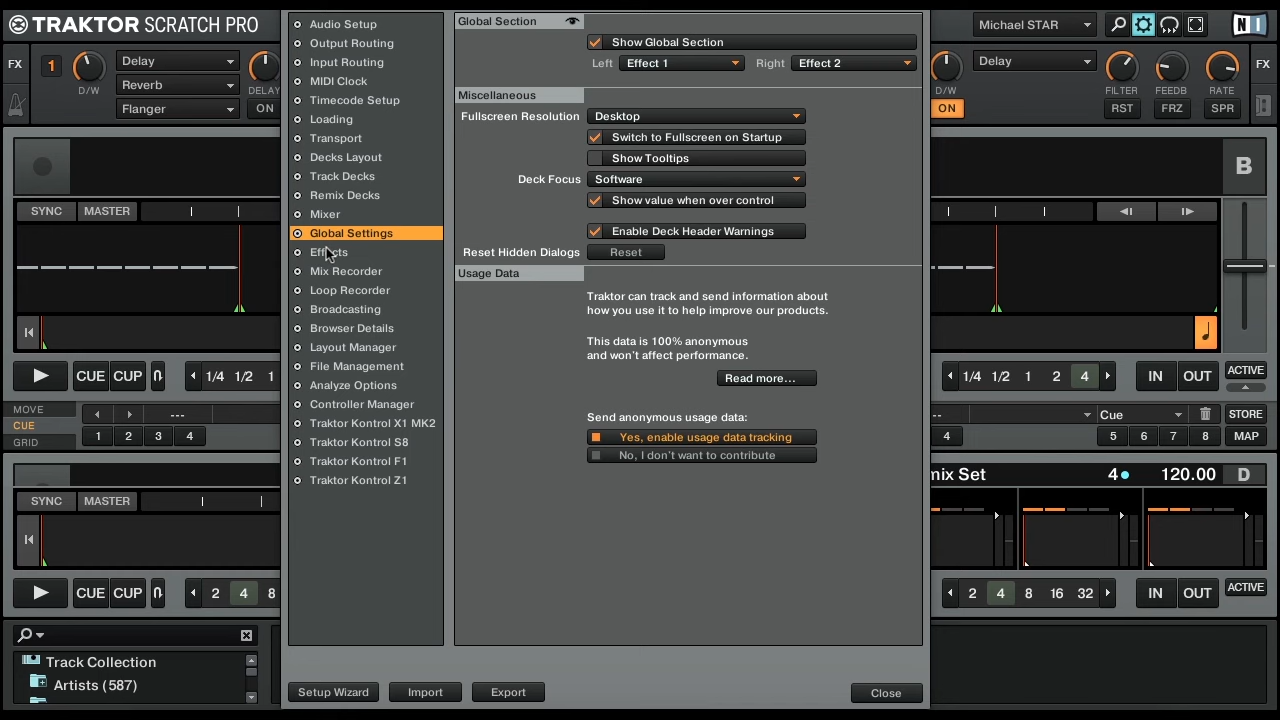 TRAKTOR SCRATCH PRO
Michael STAR
NI
FX
1
D/W
Delay
Reverb
Flanger
DELAY
ON
D/W
ON
Delay
FILTER
FEEDB
RATE
RST
FRZ
SPR
FX
Audio Setup
Output Routing
Input Routing
MIDI Clock
Timecode Setup
Loading
Transport
Decks Layout
Track Decks
Remix Decks
Mixer
Global Settings
Effects
Mix Recorder
Loop Recorder
Broadcasting
Browser Details
Layout Manager
File Management
Analyze Options
Controller Manager
Traktor Kontrol X1 MK2
Traktor Kontrol S8
Traktor Kontrol F1
Traktor Kontrol Z1
Global Section
Show Global Section
Left Effect 1 Right Effect 2
Miscellaneous
Fullscreen Resolution Desktop
Switch to Fullscreen on Startup
Show Tooltips
Deck Focus Software
Show value when over control
Enable Deck Header Warnings
Reset Hidden Dialogs Reset
Usage Data
Traktor can track and send information about
how you use it to help improve our products.
This data is 100% anonymous
and won't affect performance.
Read more...
Send anonymous usage data:
Yes, enable usage data tracking
No, I don't want to contribute
Setup Wizard Import Export Close
SYNC MASTER
CUE CUP 1/4 1/2 1
MOVE
CUE
GRID
---
1 2 3 4
SYNC MASTER
CUE CUP 2 4 8
Track Collection
Artists (587)
B
1/4 1/2 1 2 4 IN OUT ACTIVE
-- Cue STORE
4 5 6 7 8 MAP
mix Set 4 120.00 D
2 4 8 16 32 IN OUT ACTIVE